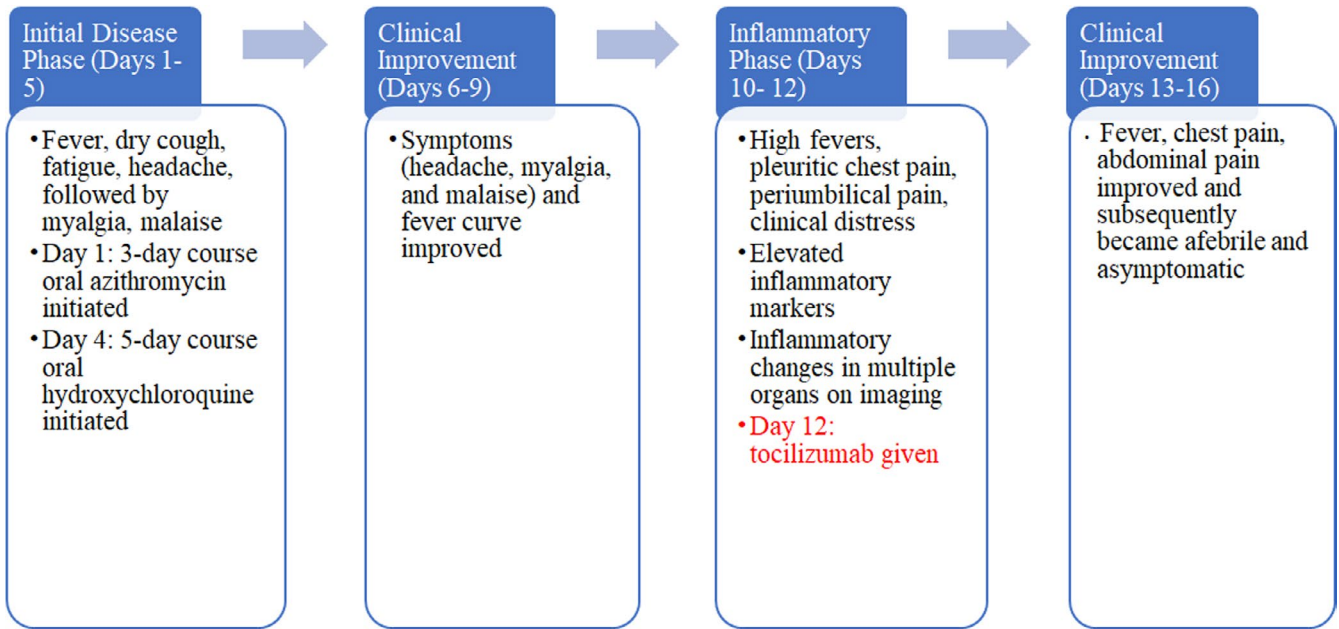 Initial Disease
Phase (Days 1-
5)
• Fever, dry cough,
fatigue, headache,
followed by
myalgia, malaise
• Day 1: 3-day course
oral azithromycin
initiated
• Day 4: 5-day course
oral
hydroxychloroquine
initiated
Clinical
Improvement
(Days 6-9)
• Symptoms
(headache, myalgia,
and malaise) and
fever curve
improved
Inflammatory
Phase (Days
10- 12)
• High fevers,
pleuritic chest pain,
periumbilical pain,
clinical distress
• Elevated
inflammatory
markers
• Inflammatory
changes in multiple
organs on imaging
• Day 12:
tocilizumab given
Clinical
Improvement
(Days 13-16)
• Fever, chest pain,
abdominal pain
improved and
subsequently
became afebrile and
asymptomatic